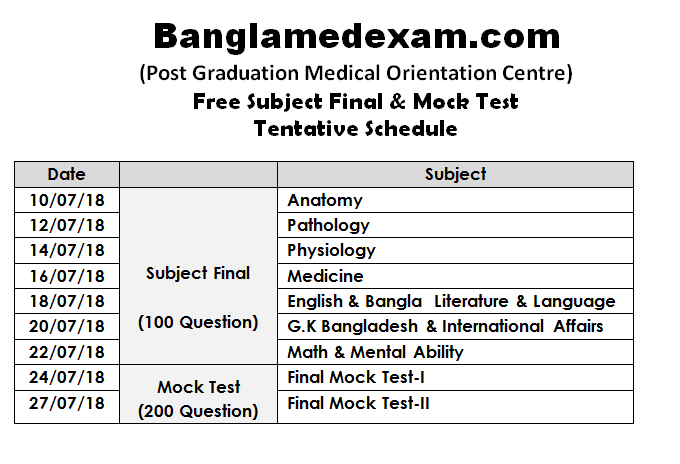 Banglamedexam.com
(Post Graduation Medical Orientation Centre)
Free Subject Final & Mock Test
Tentative Schedule
Date Subject
10/07/18 Anatomy
12/07/18 Pathology
14/07/18 Physiology
Subject Final
16/07/18 Medicine
18/07/18 English & Bangla Literature & Language
(100 Question)
20/07/18 G.K Bangladesh & International Affairs
22/07/18 Math & Mental Ability
24/07/18 Final Mock Test-I
Mock Test
27/07/18 Final Mock Test-II
(200 Question)